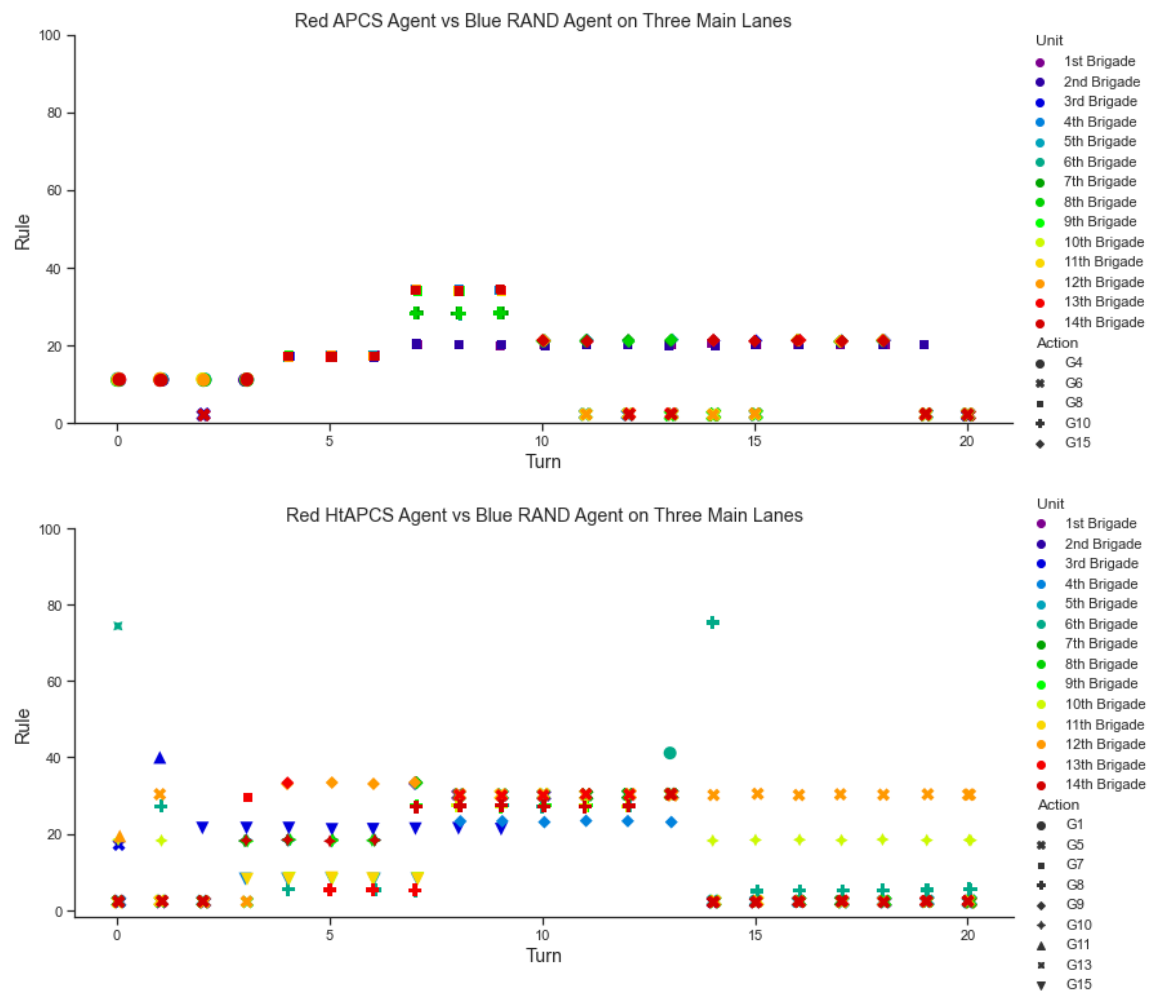 Red APCS Agent vs Blue RAND Agent on Three Main Lanes
100
80
60
40
20
0
Rule
0 5 10 15 20
Turn
Unit
1st Brigade
2nd Brigade
3rd Brigade
4th Brigade
5th Brigade
6th Brigade
7th Brigade
8th Brigade
9th Brigade
10th Brigade
11th Brigade
12th Brigade
13th Brigade
14th Brigade
Action
G4
G6
G8
G10
G15
Red HtAPCS Agent vs Blue RAND Agent on Three Main Lanes
100
80
60
40
20
0
Rule
0 5 10 15 20
Turn
Unit
1st Brigade
2nd Brigade
3rd Brigade
4th Brigade
5th Brigade
6th Brigade
7th Brigade
8th Brigade
9th Brigade
10th Brigade
11th Brigade
12th Brigade
13th Brigade
14th Brigade
Action
G1
G5
G7
G8
G9
G10
G11
G13
G15